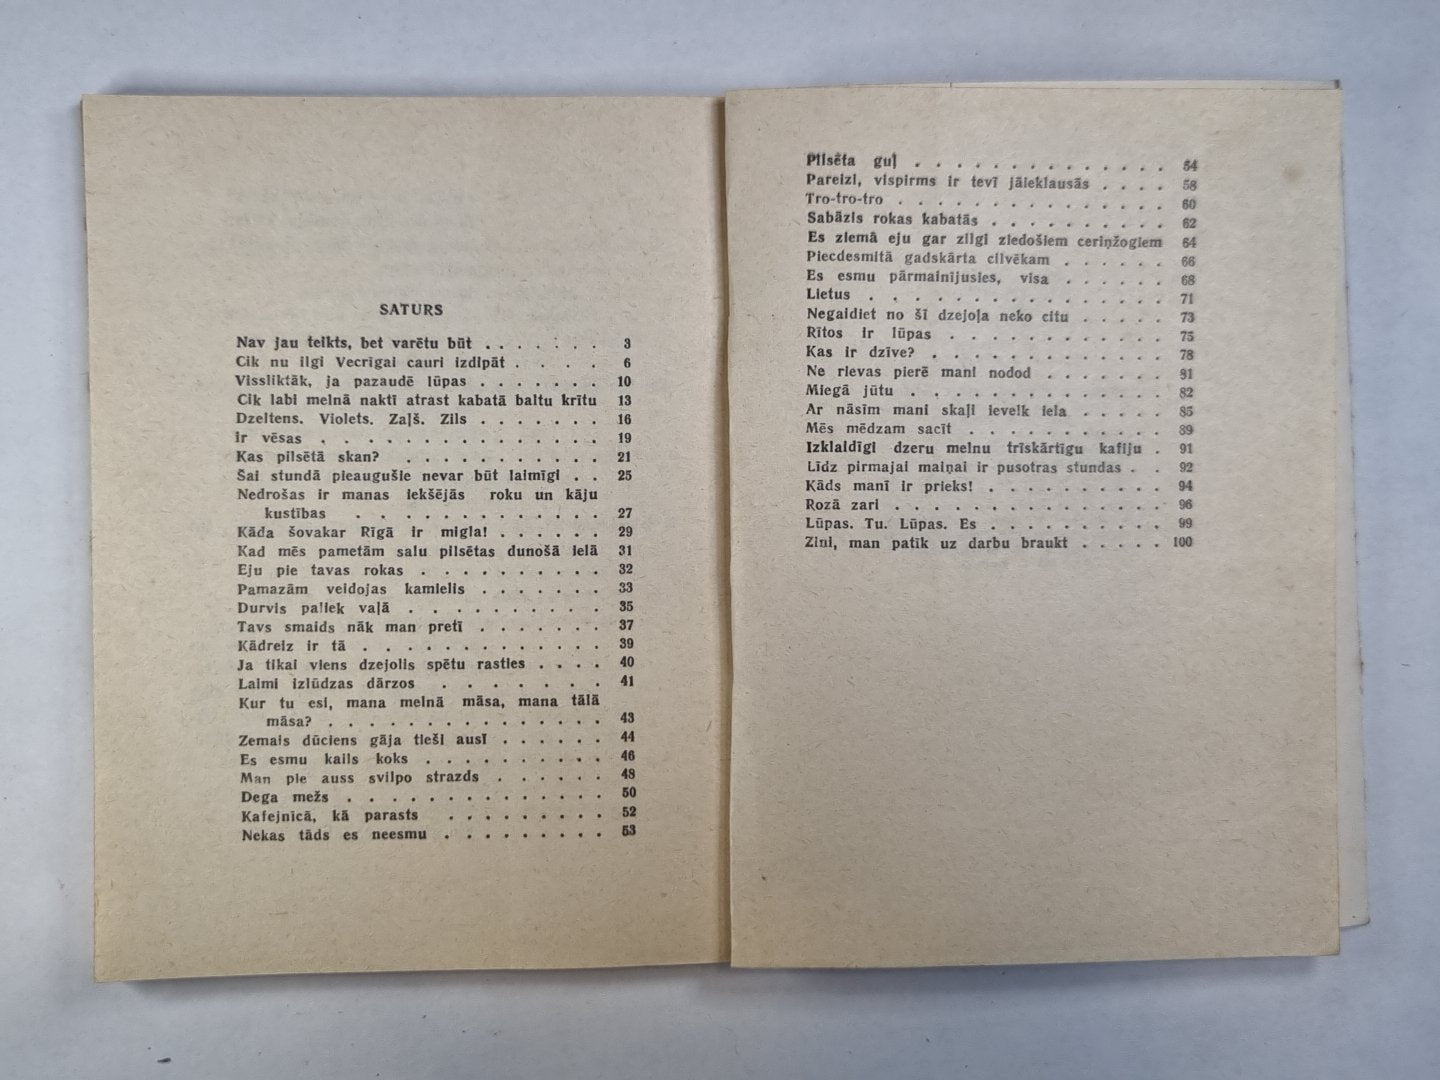 SATURS
Nav jau teikts, bet varētu būt . . . . . . . 3
Cik nu ilgi Vecrīgai cauri izdipāt . . . . 6
Vissliktāk, ja pazaudē lūpas . . . . . . . 10
Cik labi melnā naktī atrast kabatā baltu krītu 13
Dzeltens. Violets. Zaļš. Zils . . . . . . . 16
Ir vēsas . . . . . . . . . . . . . . 19
Kas pilsētā skan? . . . . . . . . . . . 21
Šai stundā pieaugušie nevar būt laimīgi . . 25
Nedrošas ir manas iekšējās roku un kāju
kustības . . . . . . . . . . . . . 27
Kāda šovakar Rīgā ir migla! . . . . . . 29
Kad mēs pametām salu pilsētas dunošā ielā 31
Eju pie tavas rokas . . . . . . . . . . 32
Pamazām veidojas kamielis . . . . . . . 33
Durvis paliek vaļā . . . . . . . . . . 35
Tavs smaids nāk man pretī . . . . . . . 37
Kādreiz ir tā . . . . . . . . . . . . 39
Ja tikai viens dzejolis spētu rasties . . . . 40
Laimi izlūdzas dārzos . . . . . . . 41
Kur tu esi, mana melnā māsa, mana tālā
māsa? . . . . . . . . . . . . . . 43
Zemais dūciens gāja tieši ausī . . . . . . 44
Es esmu kails koks . . . . . . . . . 46
Man pie auss svilpo strazds . . . . . . 48
Dega mežs . . . . . . . . . . . . . 50
Kafejnīcā, kā parasts . . . . . . . . 52
Nekas tāds es neesmu . . . . . . . . 53
Pilsēta guļ . . . . . . . . . . . . . 54
Pareizi, vispirms ir tevī jāieklausās . . . . 58
Tro-tro-tro . . . . . . . . . . . . . 60
Sabāzis rokas kabatās . . . . . . . . . 62
Es ziemā eju gar zilgi ziedošiem ceriņžogiem 64
Piecdesmitā gadskārta cilvēkam . . . . . . 66
Es esmu pārmainījusies, visa . . . . . . 68
Lietus . . . . . . . . . . . . . . . 71
Negaidiet no šī dzejoļa neko citu . . . . . 73
Rītos ir lūpas . . . . . . . . . . . . 75
Kas ir dzīve? . . . . . . . . . . . . 78
Ne rievas pierē mani nodod . . . . . . . 81
Miegā jūtu . . . . . . . . . . . . . 82
Ar nāsīm mani skaļi ievelk iela . . . . . 85
Mēs mēdzam sacīt . . . . . . . . . . 89
Izklaidīgi dzeru melnu trīskārtīgu kafiju . 91
Līdz pirmajai maiņai ir pusotras stundas . . 92
Kāds manī ir prieks! . . . . . . . . . 94
Rozā zari . . . . . . . . . . . . . . 96
Lūpas. Tu. Lūpas. Es . . . . . . . . . 99
Zini, man patīk uz darbu braukt . . . . . 100